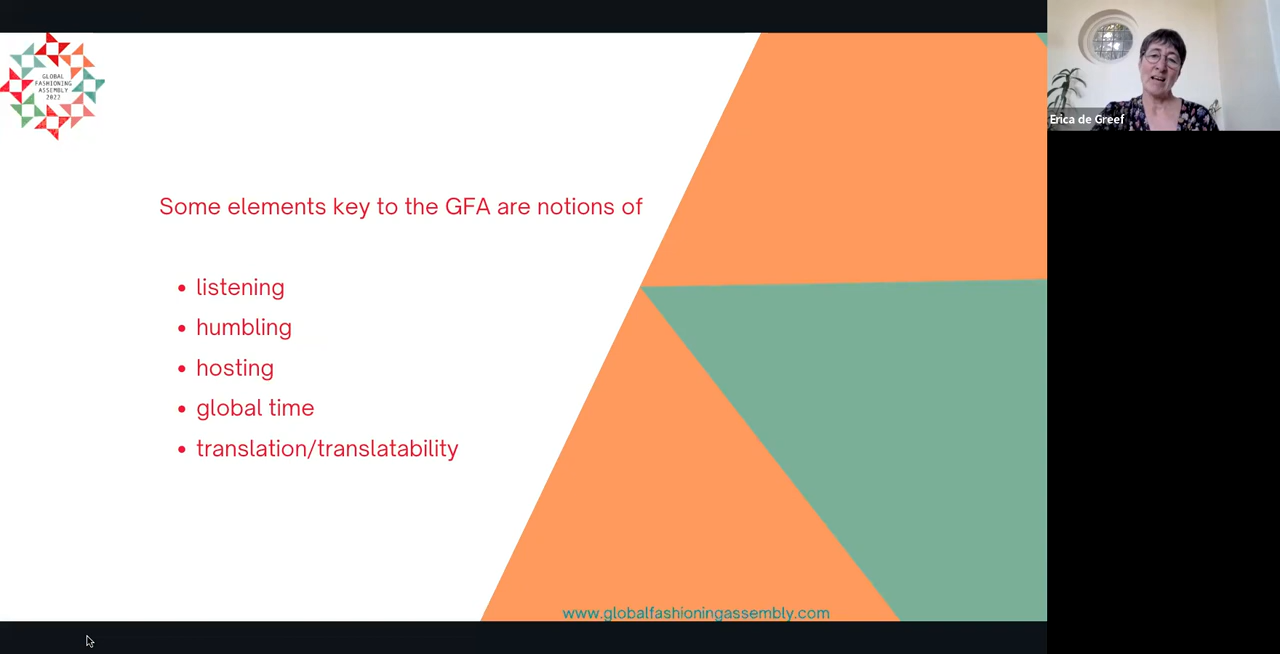 GLOBAL
FASHIONING
ASSEMBLY
2022
Some elements key to the GFA are notions of
• listening
• humbling
• hosting
• global time
• translation/translatability
www.globalfashioningassembly.com
Erica de Greef